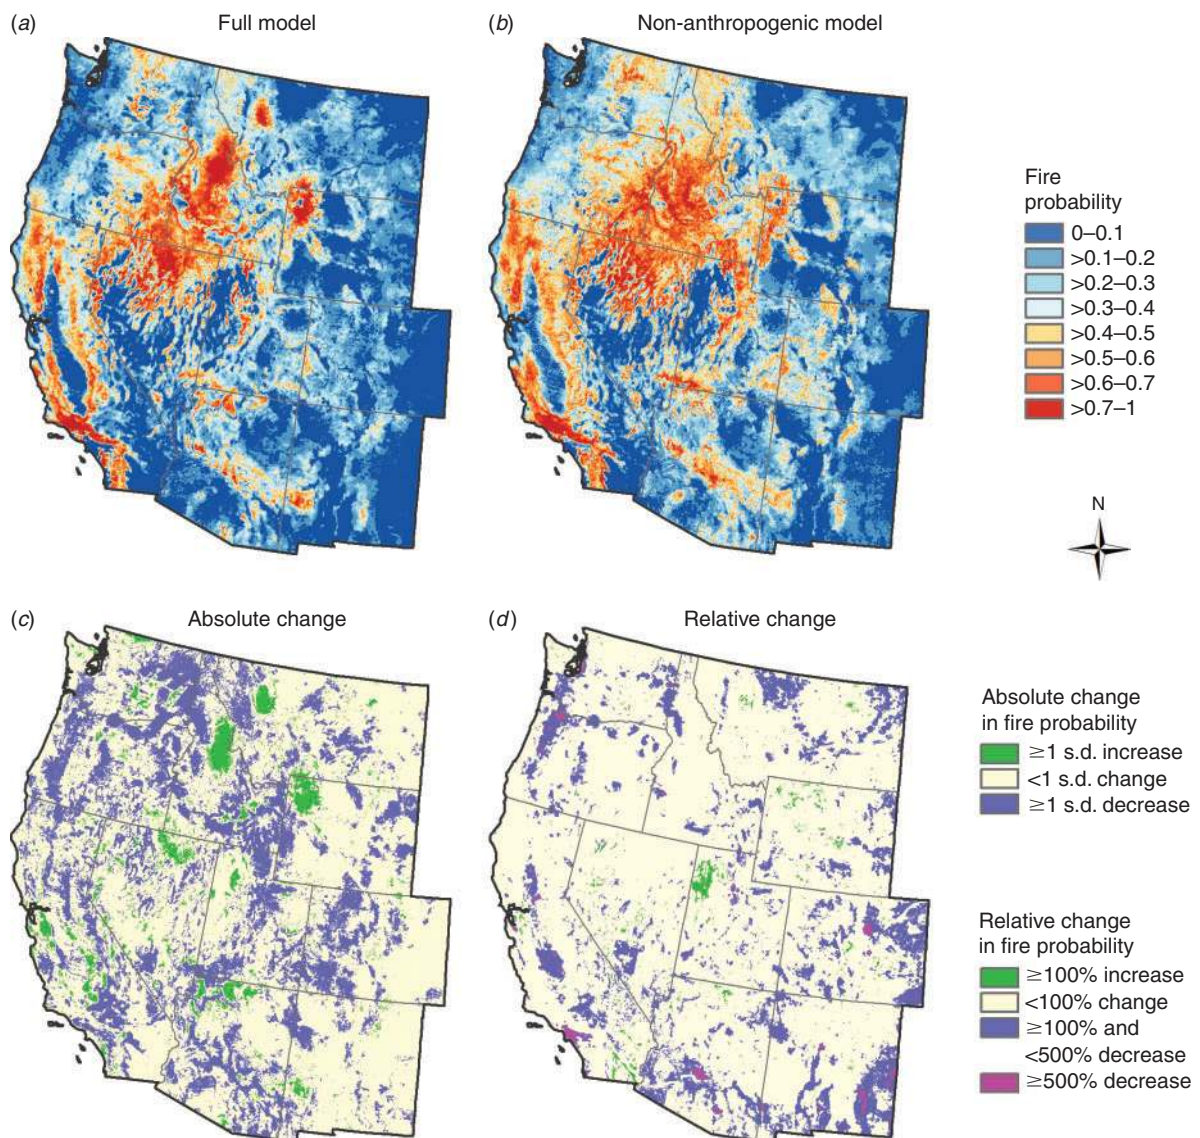 (a) Full model
(b) Non-anthropogenic model
Fire
probability
0–0.1
>0.1–0.2
>0.2–0.3
>0.3–0.4
>0.4–0.5
>0.5–0.6
>0.6–0.7
>0.7–1
N
(c) Absolute change
(d) Relative change
Absolute change
in fire probability
≥1 s.d. increase
<1 s.d. change
≥1 s.d. decrease
Relative change
in fire probability
≥100% increase
<100% change
≥100% and
<500% decrease
≥500% decrease